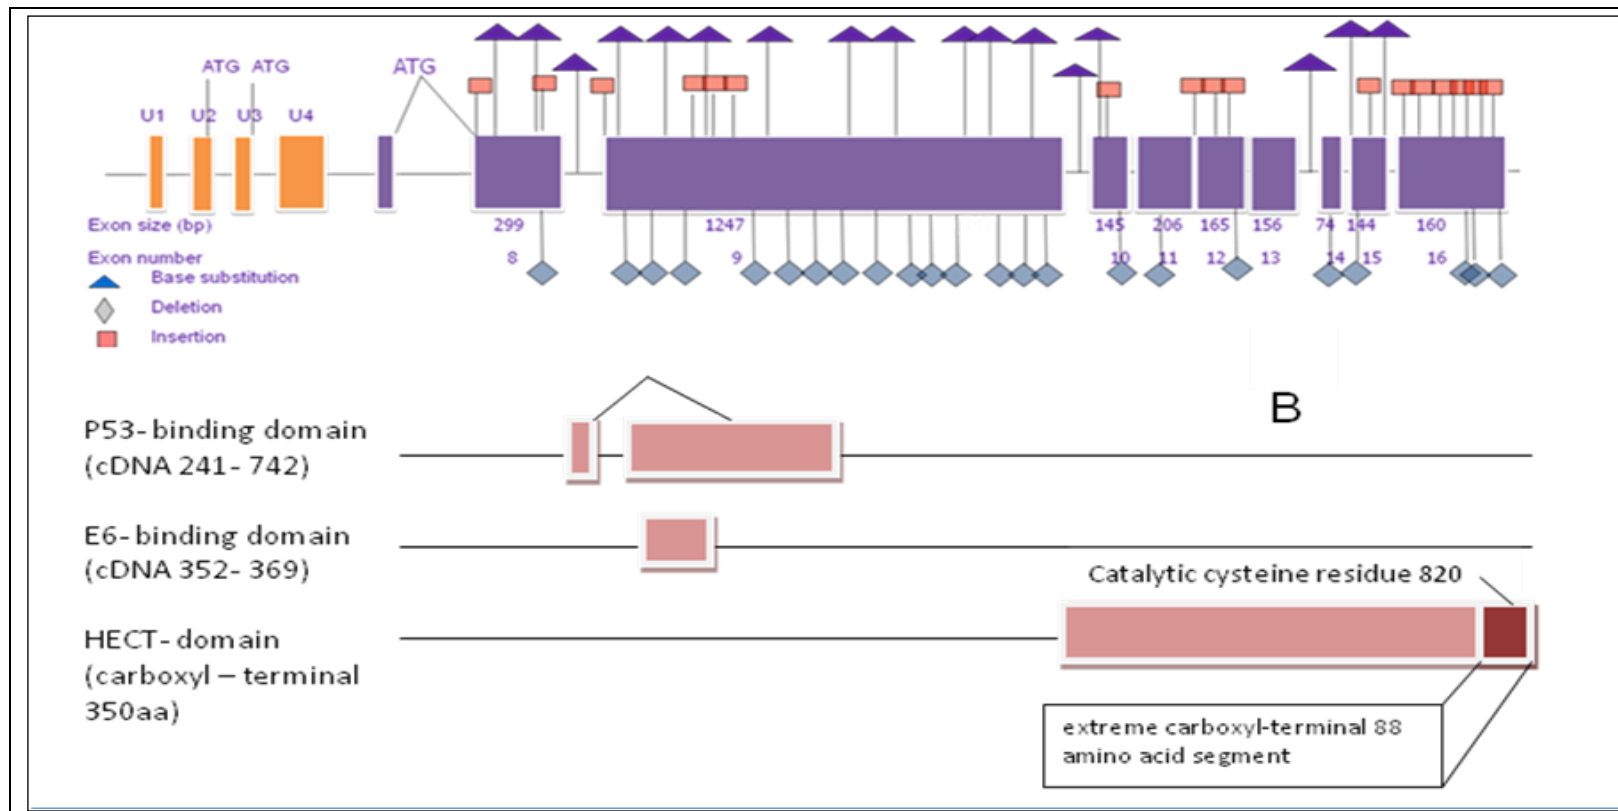 ATG ATG ATG
U1 U2 U3 U4
Exon size (bp) 299 1247 145 206 165 156 74 144 160
Exon number 8 9 10 11 12 13 14 15 16
Base substitution
Deletion
Insertion
B
P53- binding domain
(cDNA 241- 742)
E6- binding domain
(cDNA 352- 369)
Catalytic cysteine residue 820
HECT- domain
(carboxyl – terminal
350aa)
extreme carboxyl-terminal 88
amino acid segment